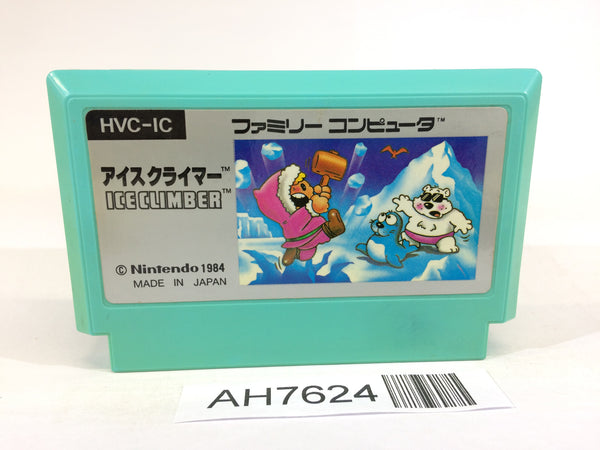 HVC-IC
ファミリー コンピュータ™
アイスクライマー™
ICE CLIMBER™
© Nintendo 1984
MADE IN JAPAN
AH7624